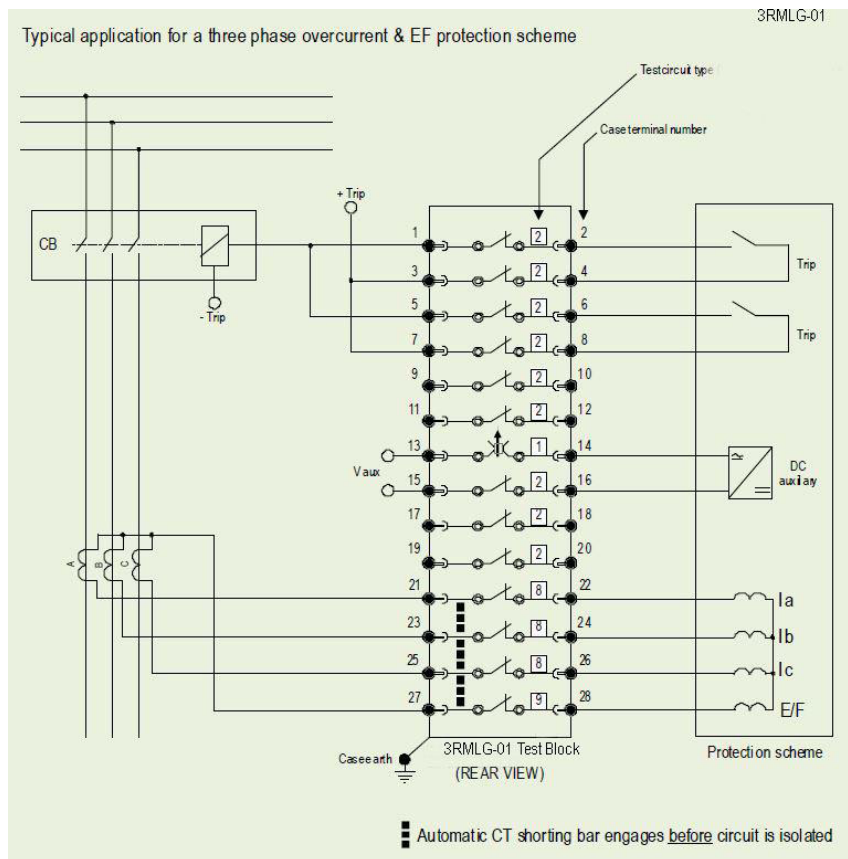 3RMLG-01
Typical application for a three phase overcurrent & EF protection scheme
Testcircuit type
Case terminal number
+ Trip
CB
- Trip
1 2 2
3 2 4
Trip
5 2 6
7 2 8
Trip
9 2 10
11 2 12
13 1 14
V aux
15 2 16
DC
auxilary
17 2 18
19 2 20
A B C
21 8 22 Ia
23 8 24 Ib
25 8 26 Ic
27 9 28 E/F
Case earth
3RMLG-01 Test Block
(REAR VIEW)
Protection scheme
Automatic CT shorting bar engages before circuit is isolated